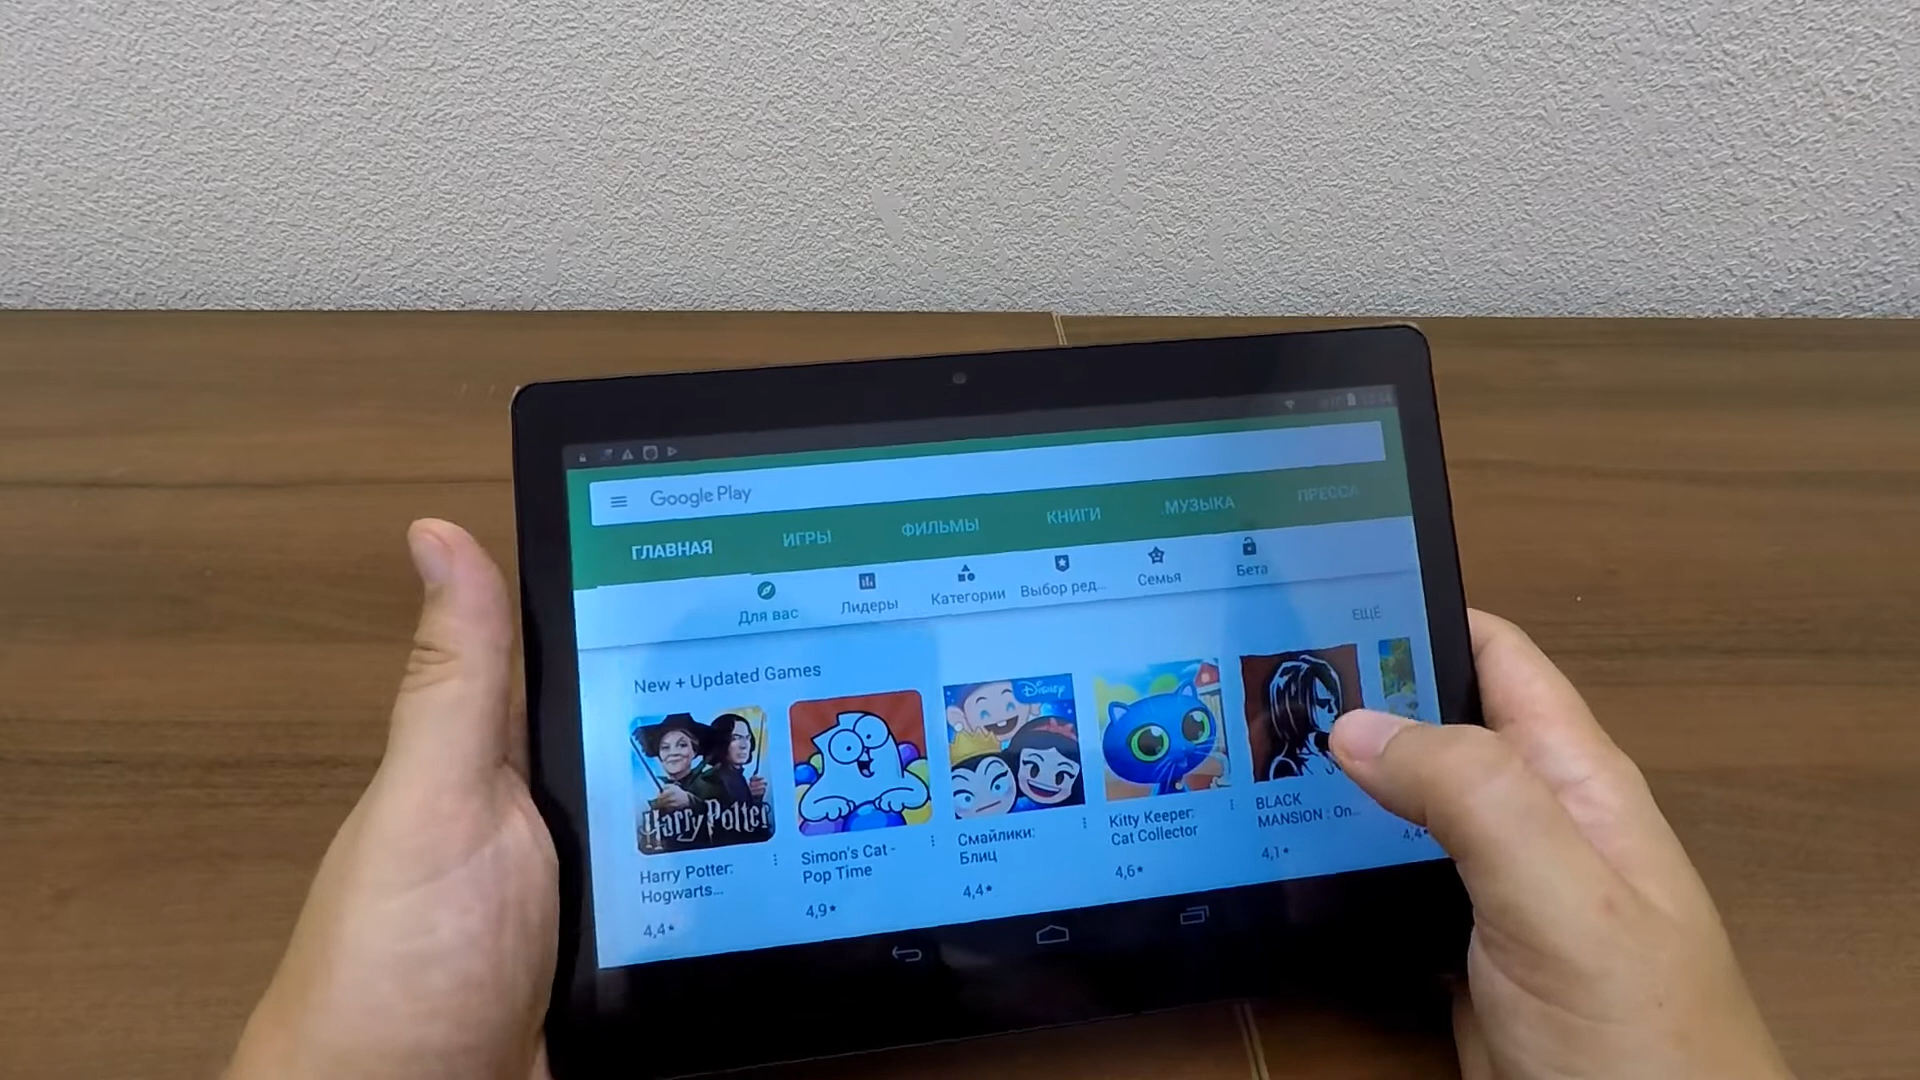 Google Play
ГЛАВНАЯ ИГРЫ ФИЛЬМЫ КНИГИ МУЗЫКА ПРЕССА
Для вас Лидеры Категории Выбор ред... Семья Бета
ЕЩЁ
New + Updated Games
Harry Potter
Disney
Harry Potter:
Hogwarts...
4,4★
Simon's Cat -
Pop Time
4,9★
Смайлики:
Блиц
4,4★
Kitty Keeper:
Cat Collector
4,6★
BLACK
MANSION : On...
4,1★
4,4★